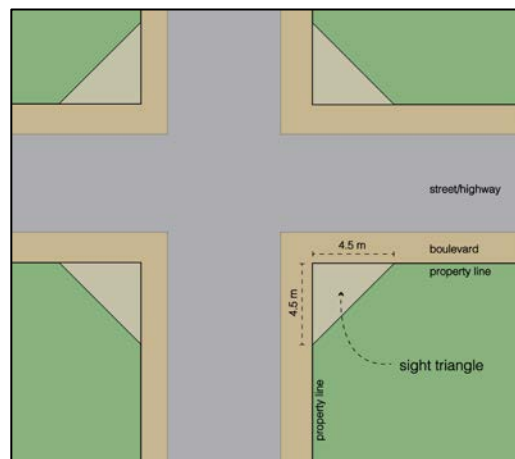 street/highway
4.5 m
boulevard
property line
4.5 m
sight triangle
property line